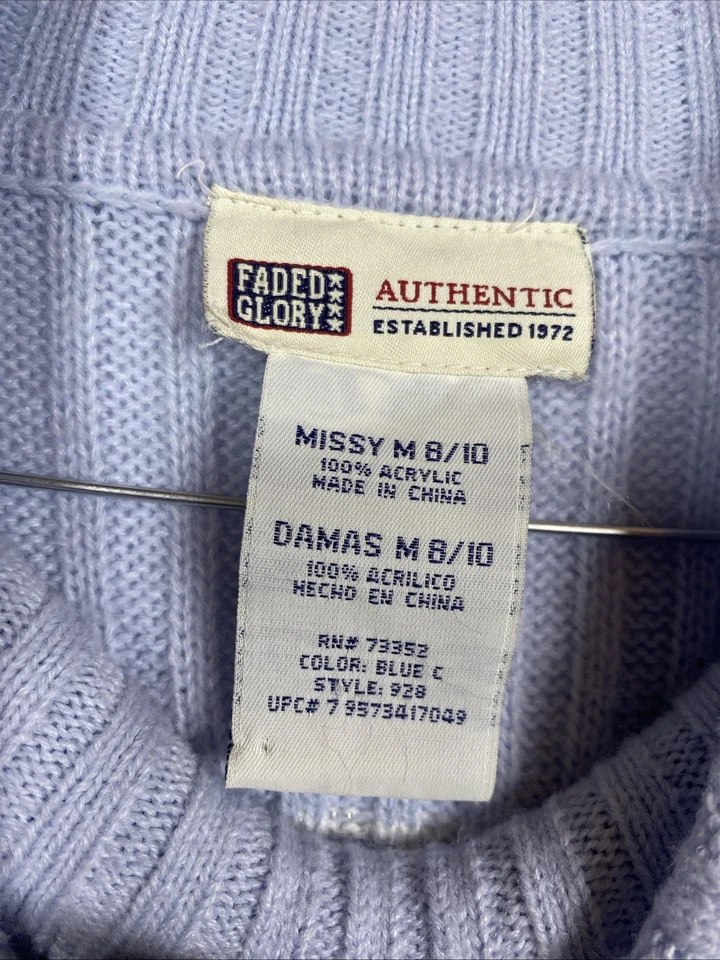 FADED
GLORY
AUTHENTIC
ESTABLISHED 1972
MISSY M 8/10
100% ACRYLIC
MADE IN CHINA
DAMAS M 8/10
100% ACRILICO
HECHO EN CHINA
RN# 73352
COLOR: BLUE C
STYLE: 928
UPC# 7 9573417049